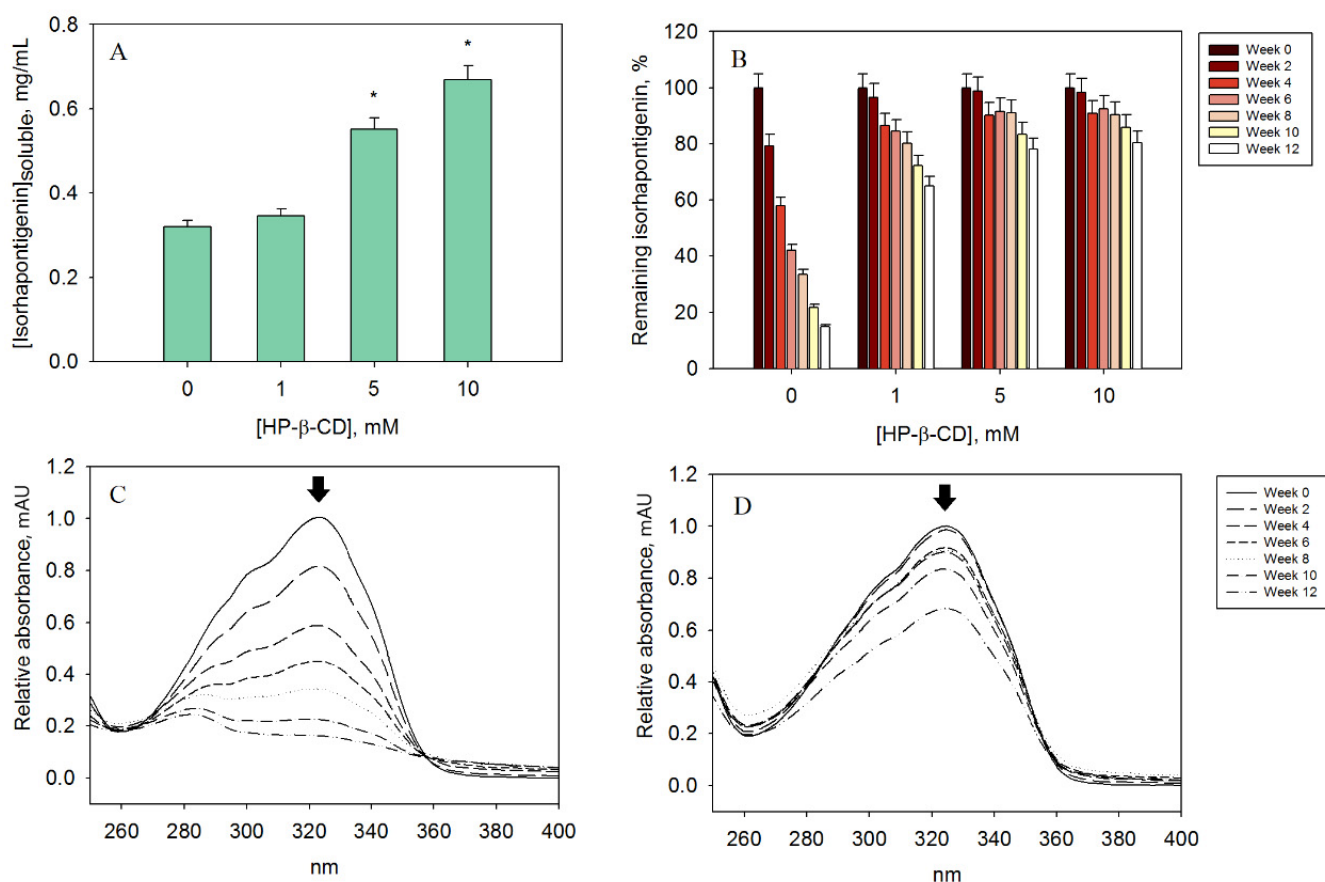 A
[Isorhapontigenin]soluble, mg/mL
0.8
0.6
0.4
0.2
0.0
*
*
0 1 5 10
[HP-β-CD], mM
B
Remaining isorhapontigenin, %
120
100
80
60
40
20
0
0 1 5 10
[HP-β-CD], mM
Week 0
Week 2
Week 4
Week 6
Week 8
Week 10
Week 12
C
Relative absorbance, mAU
1.2
1.0
0.8
0.6
0.4
0.2
0.0
260 280 300 320 340 360 380 400
nm
D
Relative absorbance, mAU
1.2
1.0
0.8
0.6
0.4
0.2
0.0
260 280 300 320 340 360 380 400
nm
Week 0
Week 2
Week 4
Week 6
Week 8
Week 10
Week 12